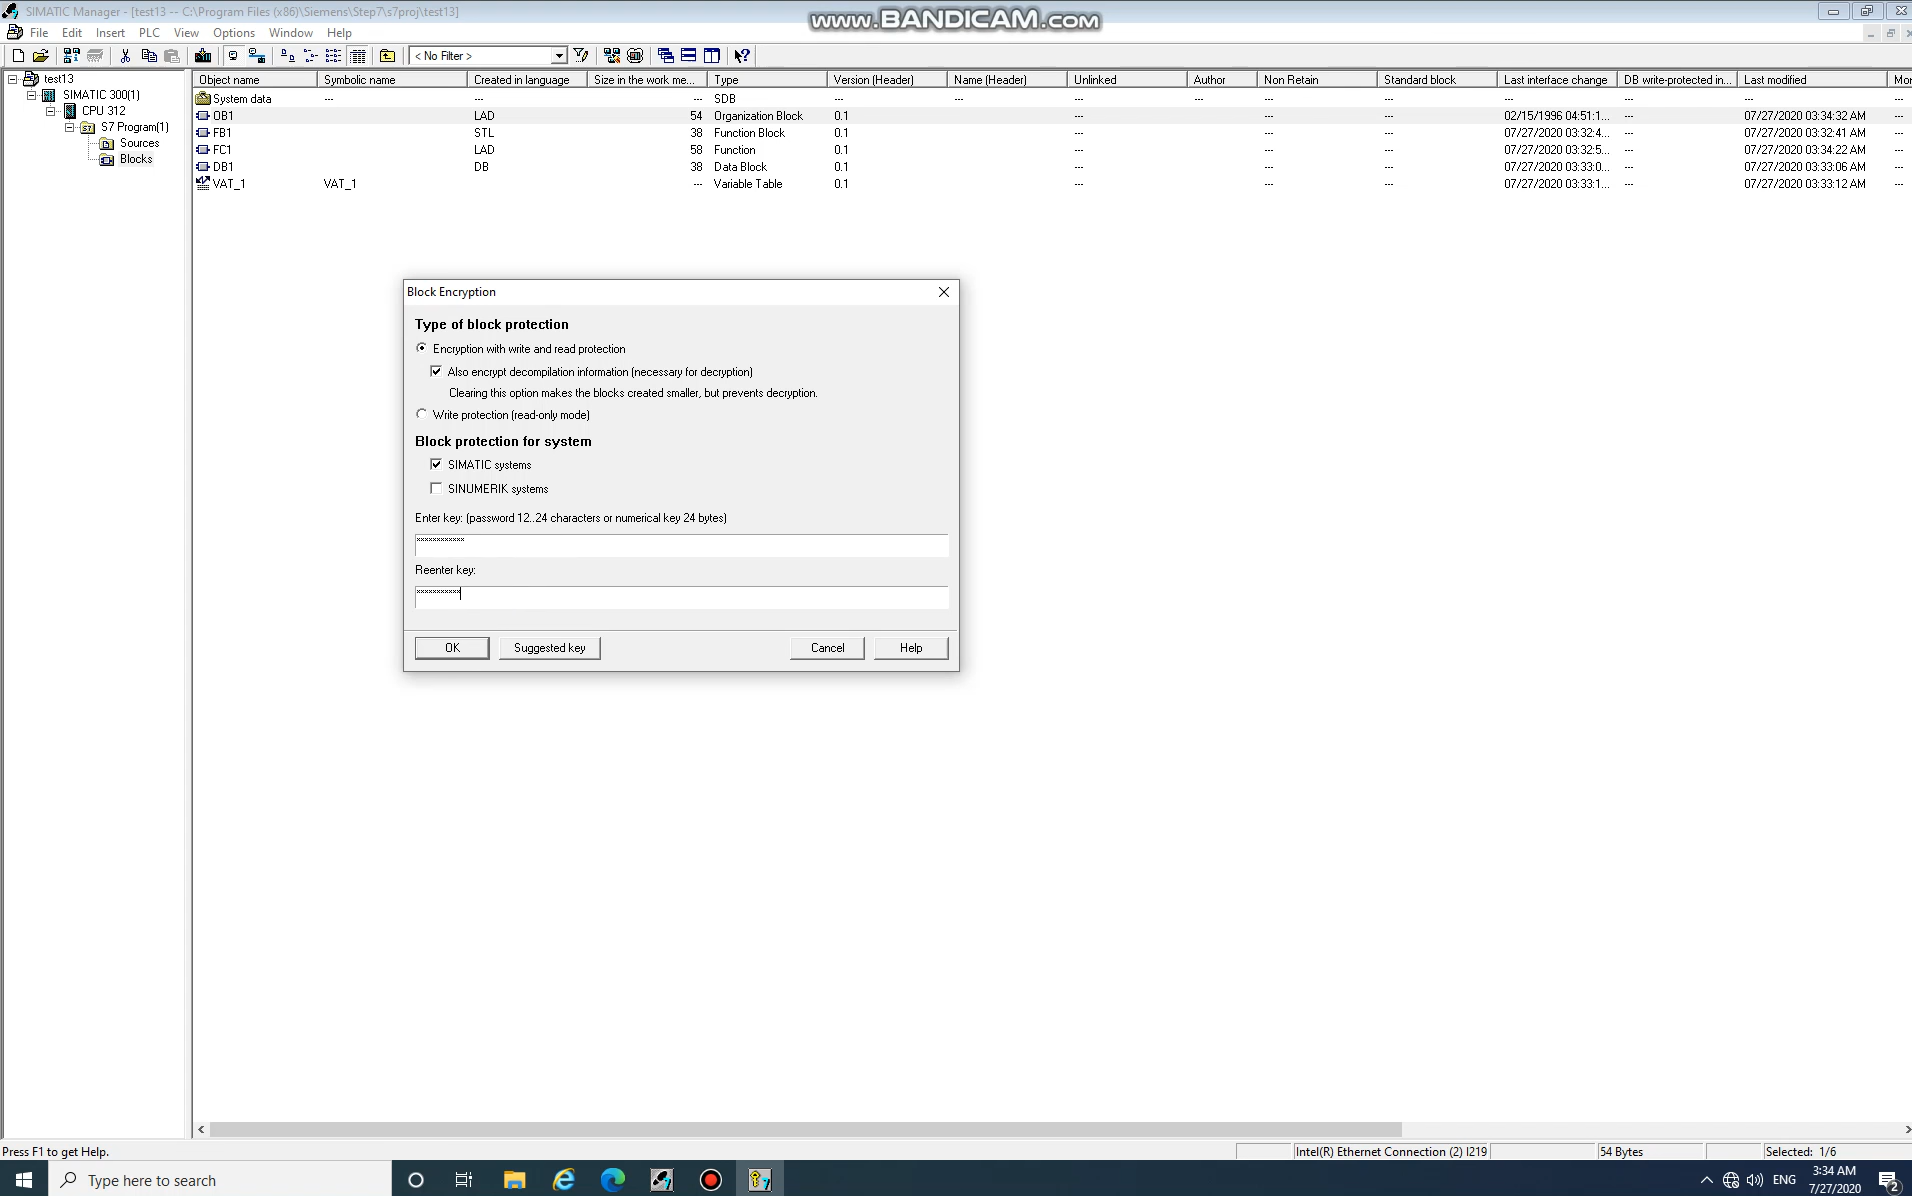 SIMATIC Manager - [test13 -- C:\Program Files (x86)\Siemens\Step7\s7proj\test13]
www.BANDICAM.com
File Edit Insert PLC View Options Window Help
< No Filter >
test13
SIMATIC 300(1)
CPU 312
S7 Program(1)
Sources
Blocks
Object name Symbolic name Created in language Size in the work me... Type Version (Header) Name (Header) Unlinked Author Non Retain Standard block Last interface change DB write-protected in... Last modified
System data --- --- --- SDB --- --- --- --- --- --- --- --- --- ---
OB1 LAD 54 Organization Block 0.1 --- --- --- 02/15/1996 04:51:1... --- 07/27/2020 03:34:32 AM ---
FB1 STL 38 Function Block 0.1 --- --- --- 07/27/2020 03:32:4... --- 07/27/2020 03:32:41 AM ---
FC1 LAD 58 Function 0.1 --- --- --- 07/27/2020 03:32:5... --- 07/27/2020 03:34:22 AM ---
DB1 DB 38 Data Block 0.1 --- --- --- 07/27/2020 03:33:0... --- 07/27/2020 03:33:06 AM ---
VAT_1 VAT_1 --- Variable Table 0.1 --- --- --- 07/27/2020 03:33:1... --- 07/27/2020 03:33:12 AM ---
Block Encryption
Type of block protection
Encryption with write and read protection
Also encrypt decompilation information (necessary for decryption)
Clearing this option makes the blocks created smaller, but prevents decryption.
Write protection (read-only mode)
Block protection for system
SIMATIC systems
SINUMERIK systems
Enter key: (password 12..24 characters or numerical key 24 bytes)
************
Reenter key:
***********
OK Suggested key Cancel Help
Press F1 to get Help. Intel(R) Ethernet Connection (2) I219 54 Bytes Selected: 1/6
Type here to search
ENG
3:34 AM
7/27/2020
2